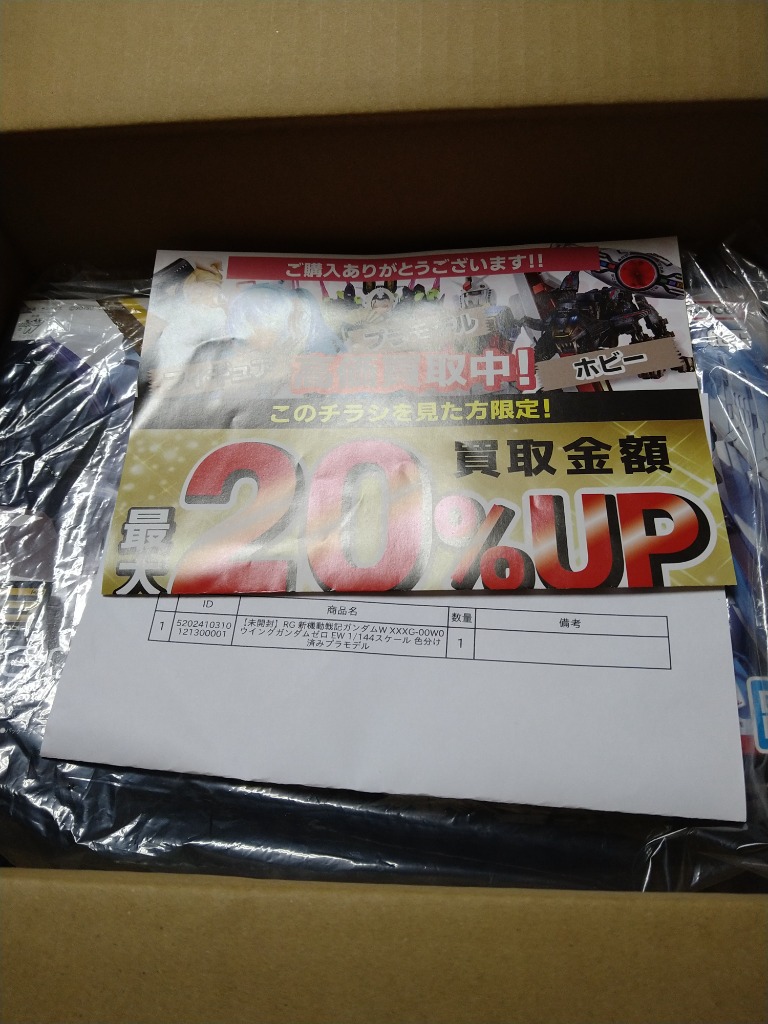 ご購入ありがとうございます!!
買取中!
ホビー
このチラシを見た方限定!
買取金額
最大
20%UP
ID
商品名
数量
備考
1
5202410310
121300001
【未開封】RG 新機動戦記ガンダムW XXXG-00W0
ウイングガンダムゼロ EW 1/144スケール 色分け
済みプラモデル
1